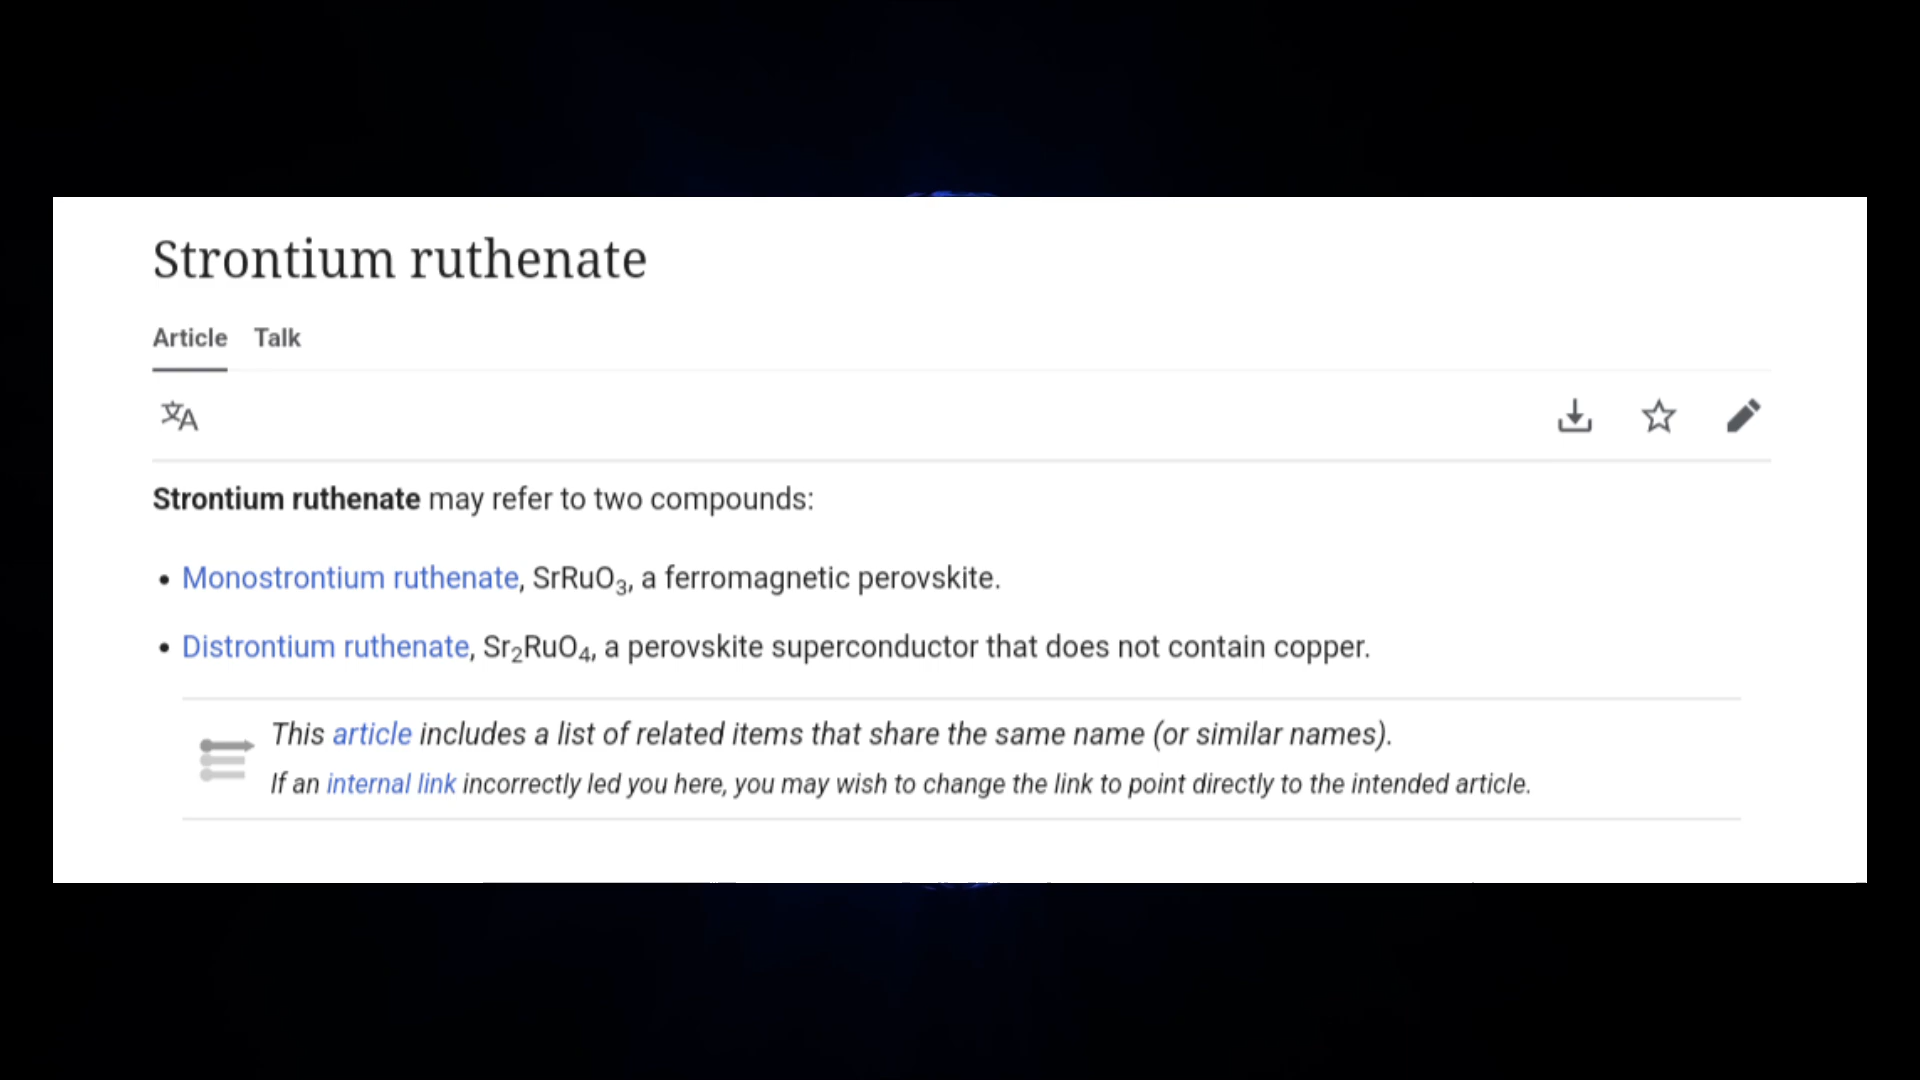 Strontium ruthenate
Article Talk
文A
Strontium ruthenate may refer to two compounds:
• Monostrontium ruthenate, SrRuO₃, a ferromagnetic perovskite.
• Distrontium ruthenate, Sr₂RuO₄, a perovskite superconductor that does not contain copper.
This article includes a list of related items that share the same name (or similar names).
If an internal link incorrectly led you here, you may wish to change the link to point directly to the intended article.